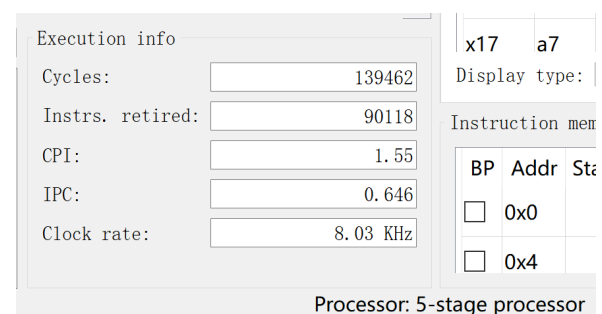 Execution info
Cycles: 139462
Instrs. retired: 90118
CPI: 1.55
IPC: 0.646
Clock rate: 8.03 KHz
x17 a7
Display type:
Instruction mem
BP Addr Sta
0x0
0x4
Processor: 5-stage processor